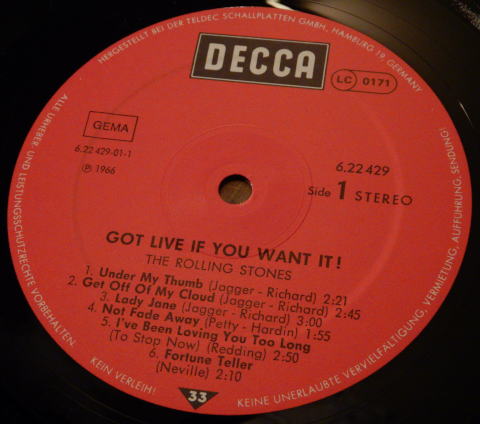 HERGESTELLT BEI DER TELDEC SCHALLPLATTEN GMBH, HAMBURG 19, GERMANY
DECCA
LC 0171
GEMA
6.22 429-01-1
Ⓟ 1966
6.22 429
Side 1 STEREO
GOT LIVE IF YOU WANT IT!
THE ROLLING STONES
1. Under My Thumb (Jagger - Richard) 2:21
2. Get Off Of My Cloud (Jagger - Richard) 2:45
3. Lady Jane (Jagger - Richard) 3:00
4. Not Fade Away (Petty - Hardin) 1:55
5. I've Been Loving You Too Long
(To Stop Now) (Redding) 2:50
6. Fortune Teller
(Neville) 2:10
33
ALLE URHEBER- UND LEISTUNGSSCHUTZRECHTE VORBEHALTEN
KEIN VERLEIH!
KEINE UNERLAUBTE VERVIELFÄLTIGUNG, VERMIETUNG, AUFFÜHRUNG, SENDUNG!